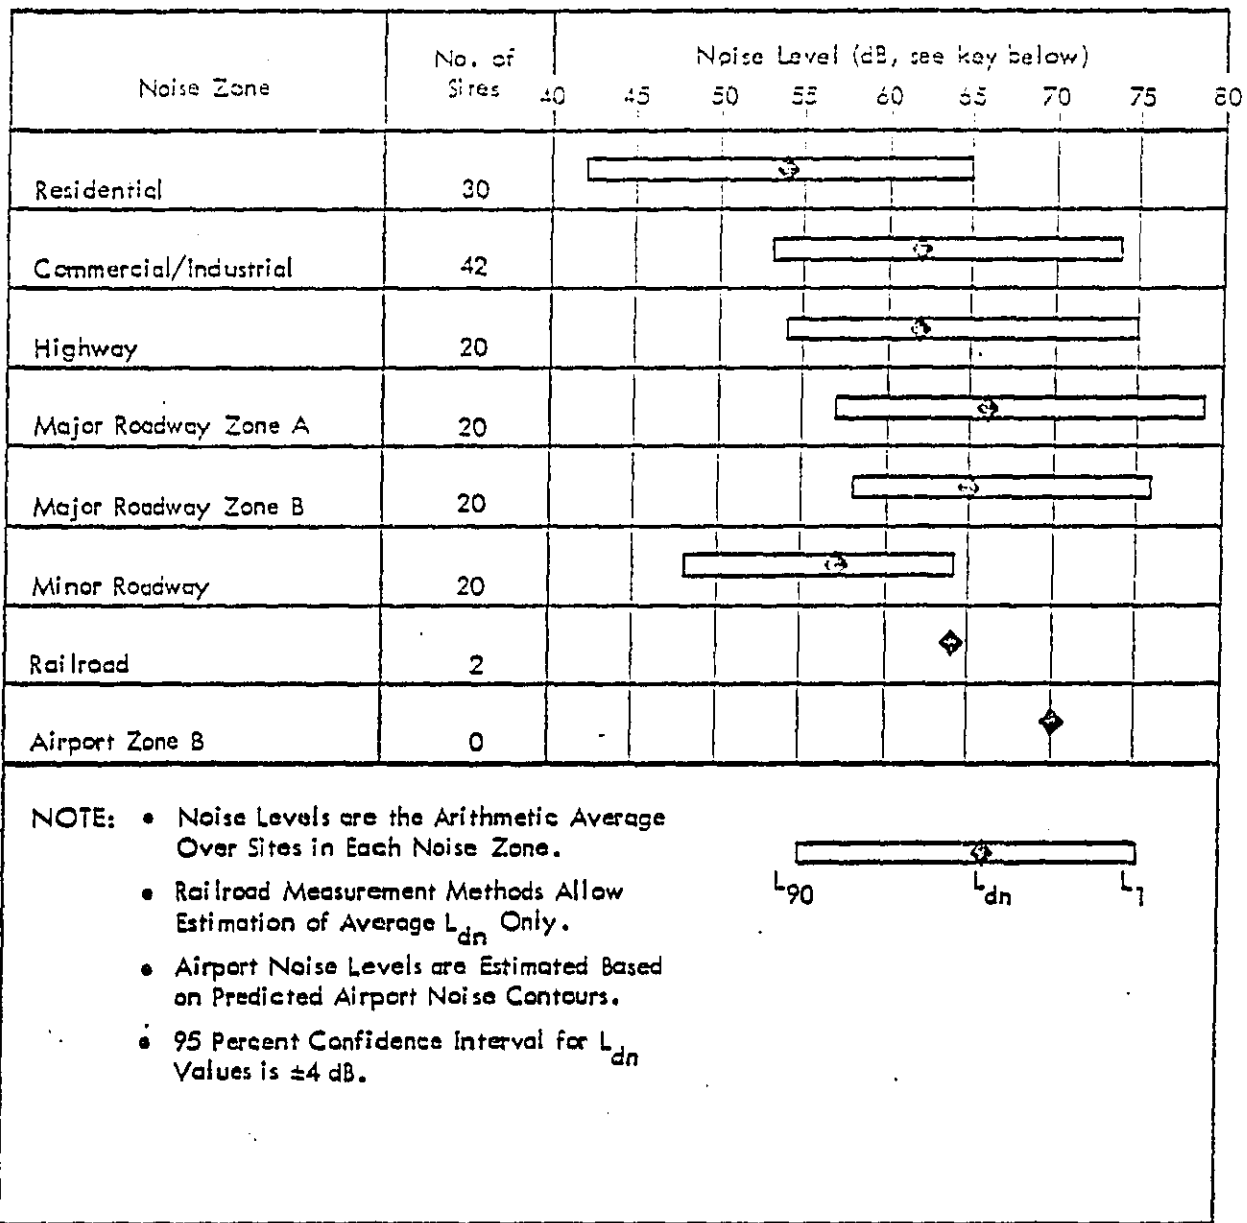 Noise Zone
No. of
Sites
Noise Level (dB, see key below)
40 45 50 55 60 65 70 75 80
Residential 30
Commercial/Industrial 42
Highway 20
Major Roadway Zone A 20
Major Roadway Zone B 20
Minor Roadway 20
Railroad 2
Airport Zone B 0
NOTE: • Noise Levels are the Arithmetic Average
Over Sites in Each Noise Zone.
• Railroad Measurement Methods Allow
Estimation of Average Ldn Only.
• Airport Noise Levels are Estimated Based
on Predicted Airport Noise Contours.
• 95 Percent Confidence Interval for Ldn
Values is ±4 dB.
L90 Ldn L1